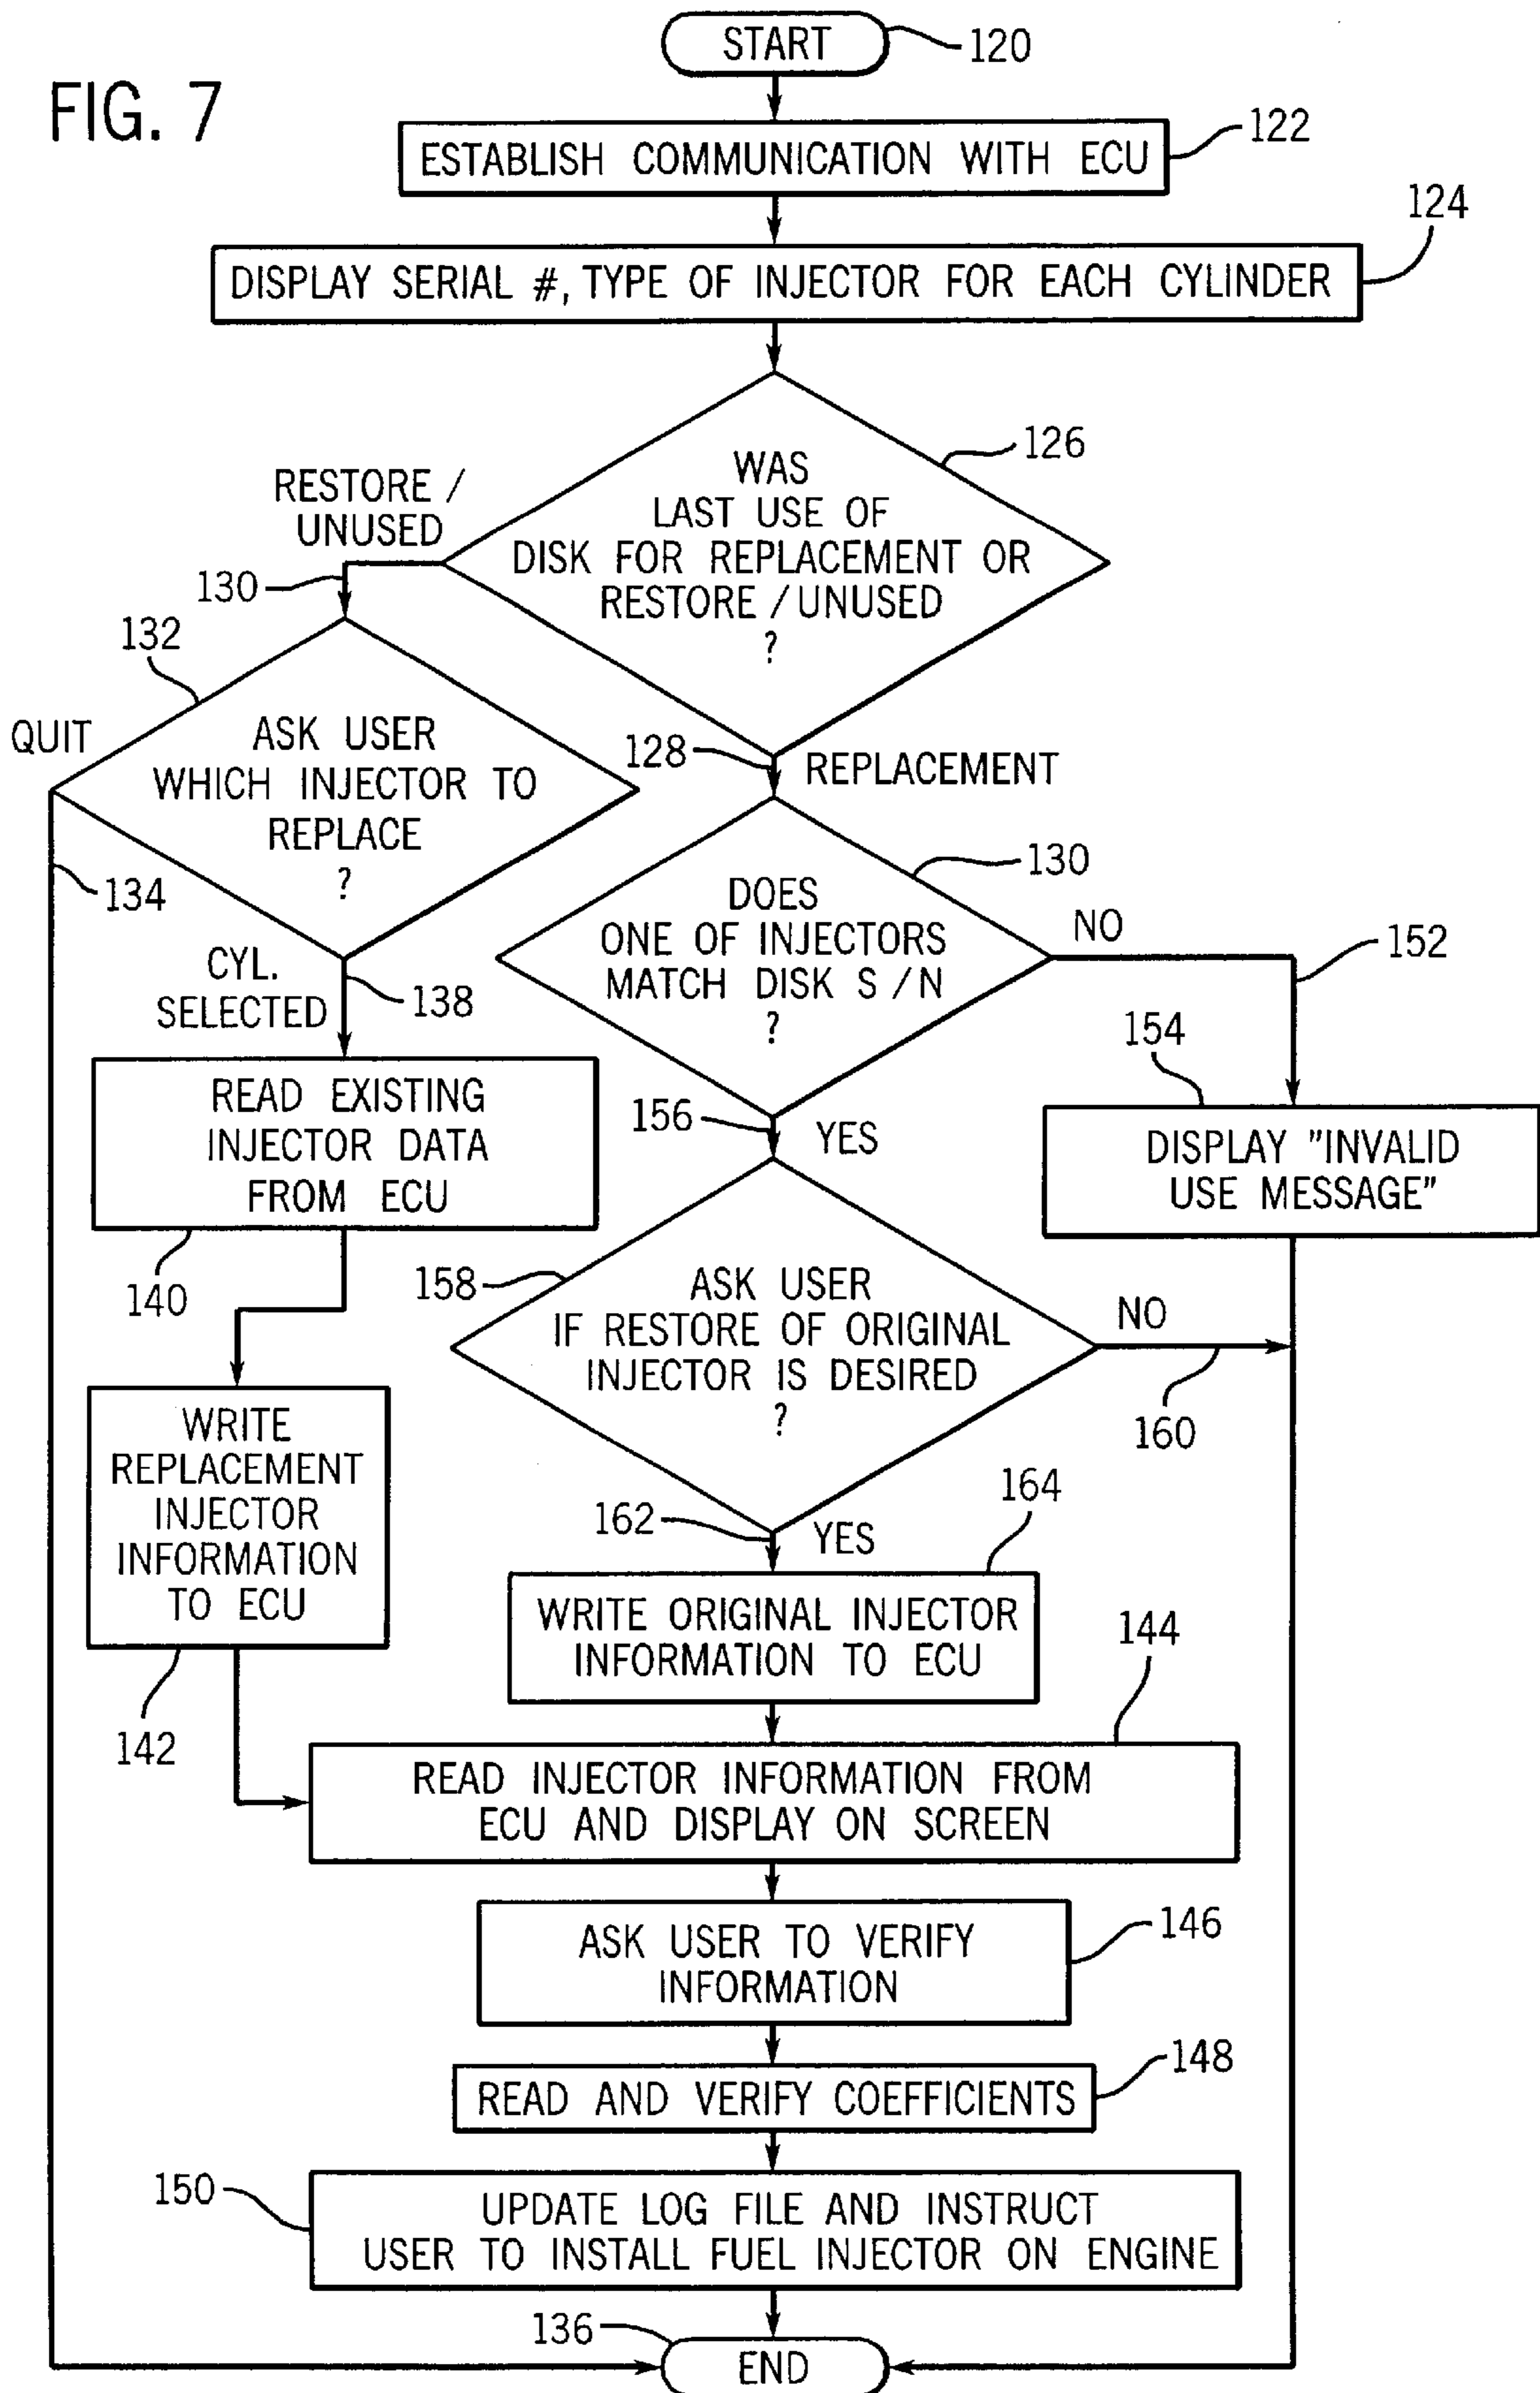 FIG. 7
START
120
ESTABLISH COMMUNICATION WITH ECU
122
124
DISPLAY SERIAL #, TYPE OF INJECTOR FOR EACH CYLINDER
126
WAS
LAST USE OF
DISK FOR REPLACEMENT OR
RESTORE / UNUSED
?
RESTORE /
UNUSED
130
132
QUIT
ASK USER
WHICH INJECTOR TO
REPLACE
?
134
128
REPLACEMENT
130
DOES
ONE OF INJECTORS
MATCH DISK S / N
?
NO
152
CYL.
SELECTED
138
154
READ EXISTING
INJECTOR DATA
FROM ECU
140
156
YES
DISPLAY "INVALID
USE MESSAGE"
158
ASK USER
IF RESTORE OF ORIGINAL
INJECTOR IS DESIRED
?
NO
160
WRITE
REPLACEMENT
INJECTOR
INFORMATION
TO ECU
142
162
YES
164
WRITE ORIGINAL INJECTOR
INFORMATION TO ECU
144
READ INJECTOR INFORMATION FROM
ECU AND DISPLAY ON SCREEN
ASK USER TO VERIFY
INFORMATION
146
READ AND VERIFY COEFFICIENTS
148
150
UPDATE LOG FILE AND INSTRUCT
USER TO INSTALL FUEL INJECTOR ON ENGINE
136
END